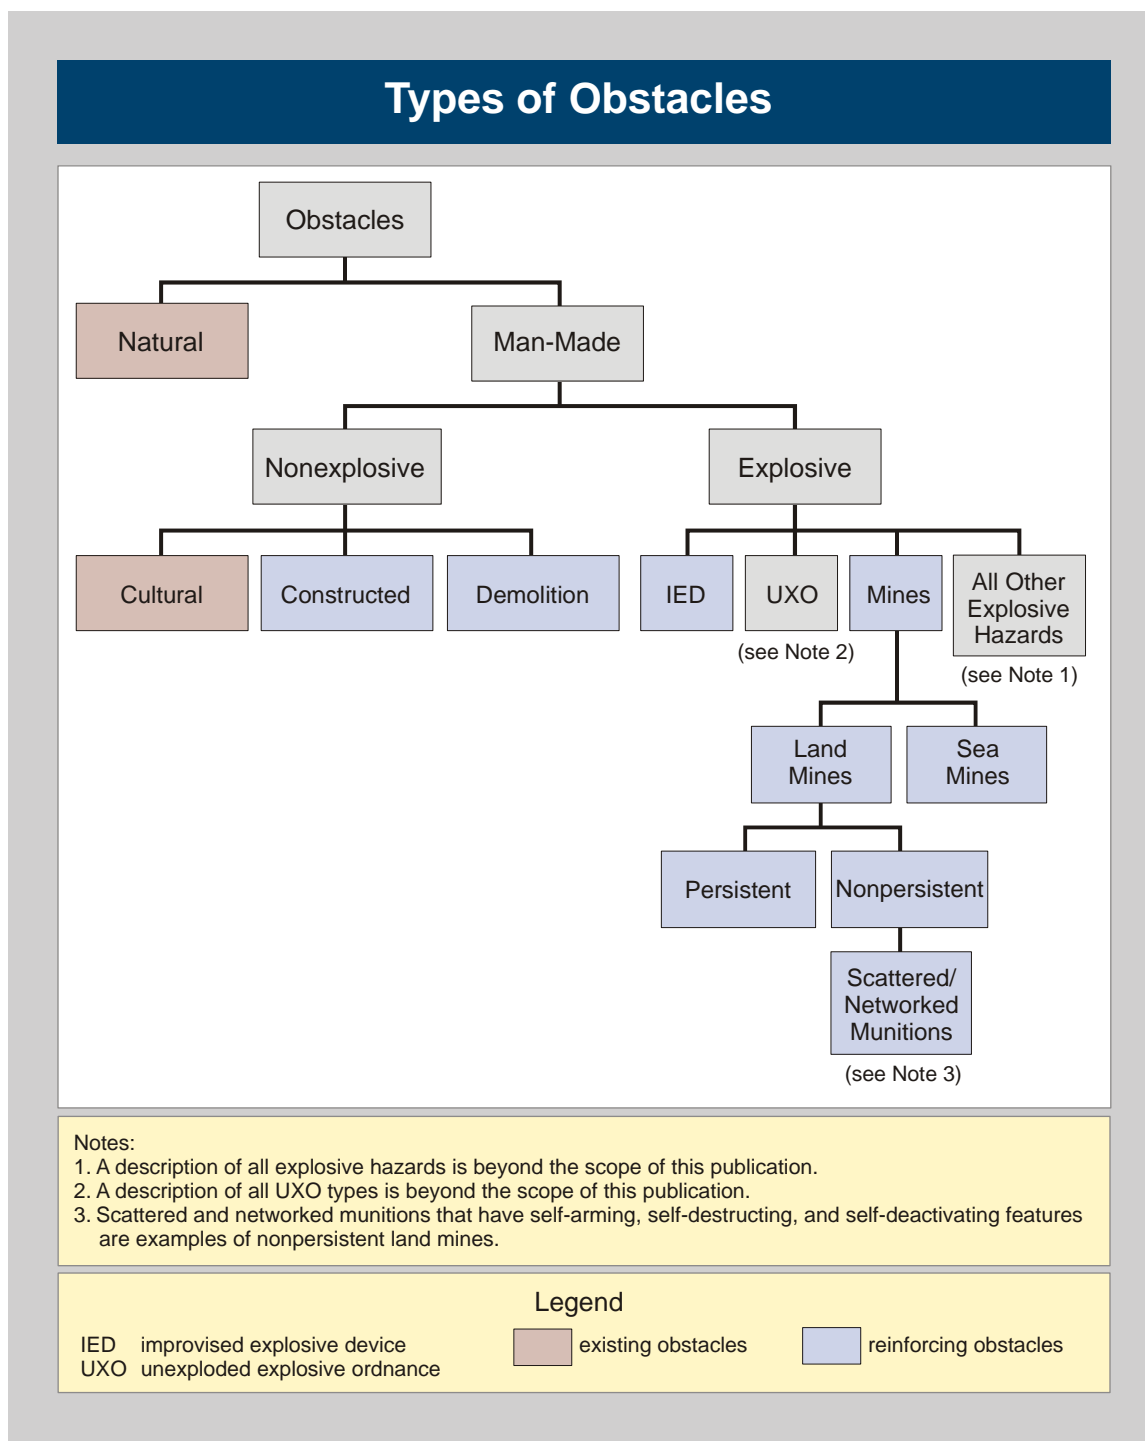 Types of Obstacles
Obstacles
Natural
Man-Made
Nonexplosive
Explosive
Cultural
Constructed
Demolition
IED
UXO
(see Note 2)
Mines
All Other
Explosive
Hazards
(see Note 1)
Land
Mines
Sea
Mines
Persistent
Nonpersistent
Scattered/
Networked
Munitions
(see Note 3)
Notes:
1. A description of all explosive hazards is beyond the scope of this publication.
2. A description of all UXO types is beyond the scope of this publication.
3. Scattered and networked munitions that have self-arming, self-destructing, and self-deactivating features
are examples of nonpersistent land mines.
Legend
IED improvised explosive device
UXO unexploded explosive ordnance
existing obstacles
reinforcing obstacles